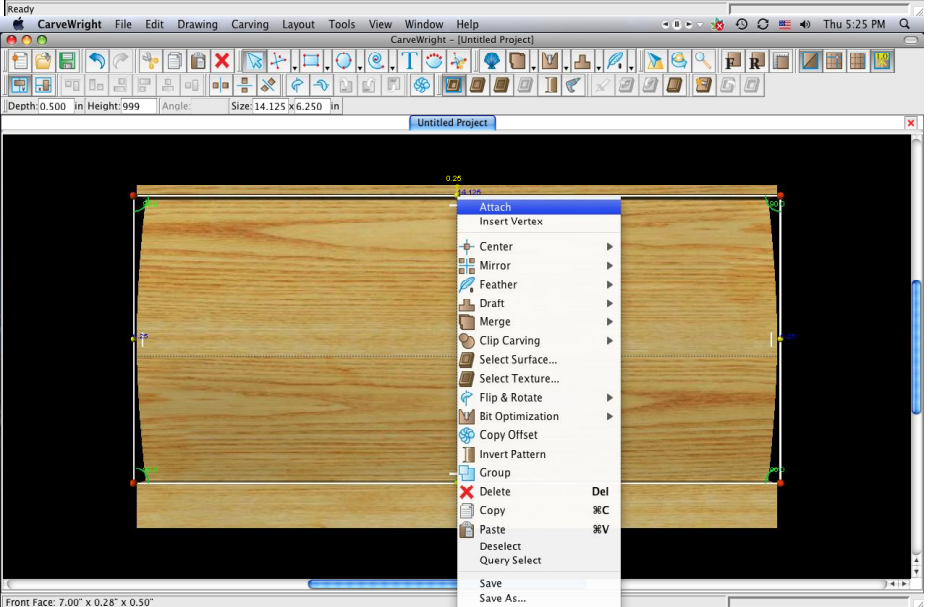 Ready
CarveWright File Edit Drawing Carving Layout Tools View Window Help Thu 5:25 PM
CarveWright – [Untitled Project]
Depth: 0.500 in Height: 999 Angle: Size: 14.125 x 6.250 in
Untitled Project
0.25
14.125
90.0
Attach
Insert Vertex
Center
Mirror
Feather
Draft
Merge
Clip Carving
Select Surface...
Select Texture...
Flip & Rotate
Bit Optimization
Copy Offset
Invert Pattern
Group
Delete Del
Copy ⌘C
Paste ⌘V
Deselect
Query Select
Save
Save As...
Front Face: 7.00" x 0.28" x 0.50"